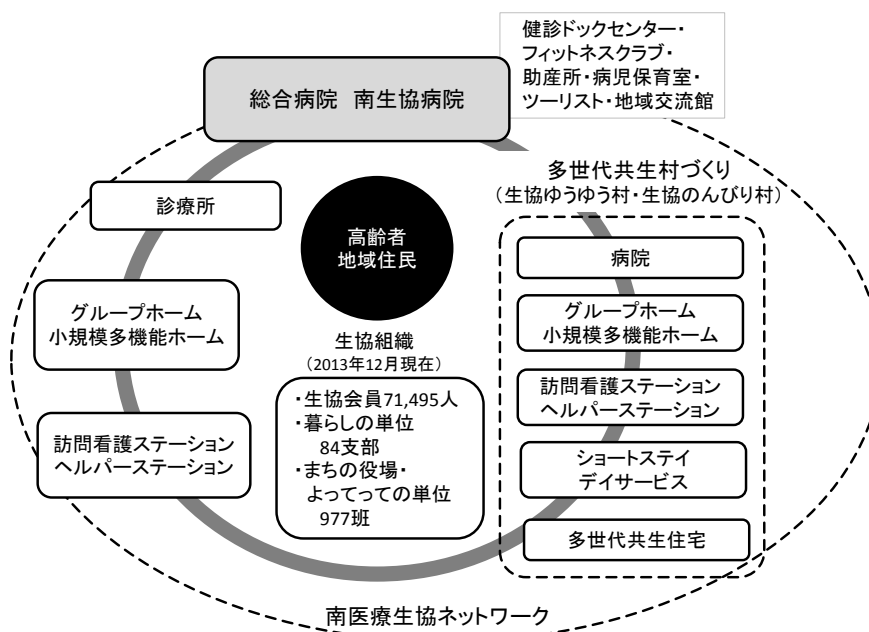 健診ドックセンター・
フィットネスクラブ・
助産所・病児保育室・
ツーリスト・地域交流館
総合病院 南生協病院
多世代共生村づくり
(生協ゆうゆう村・生協のんびり村)
診療所
高齢者
地域住民
病院
グループホーム
小規模多機能ホーム
グループホーム
小規模多機能ホーム
生協組織
(2013年12月現在)
・生協会員71,495人
・暮らしの単位
84支部
・まちの役場・
よってっての単位
977班
訪問看護ステーション
ヘルパーステーション
訪問看護ステーション
ヘルパーステーション
ショートステイ
デイサービス
多世代共生住宅
南医療生協ネットワーク